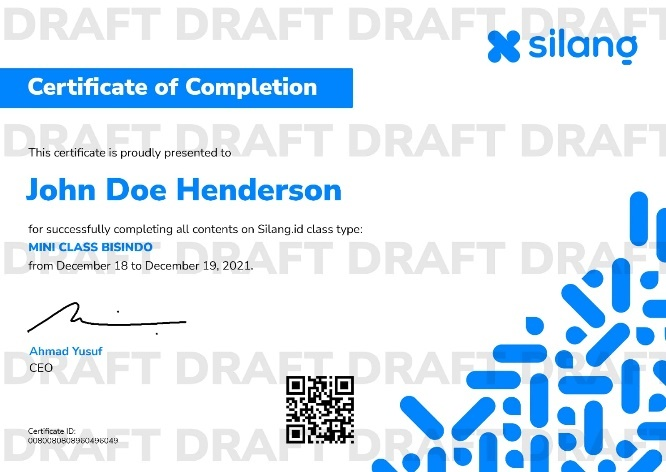 DRAFT DRAFT DRAFT DRAFT
silang
Certificate of Completion
DRAFT DRAFT DRAFT DRAFT
This certificate is proudly presented to
John Doe Henderson
for successfully completing all contents on Silang.id class type:
MINI CLASS BISINDO
DRAFT DRAFT DRAFT DRAFT
from December 18 to December 19, 2021.
Ahmad Yusuf
DRAFT DRAFT DRAFT DRAFT
CEO
Certificate ID:
DRAFT DRAFT DRAFT DRAFT
0080080808960496049